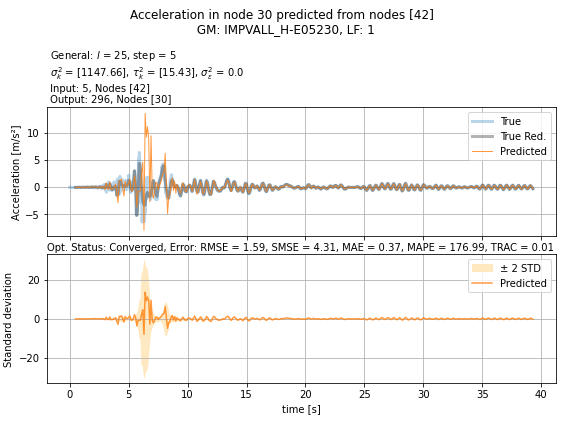 Acceleration in node 30 predicted from nodes [42]
GM: IMPVALL_H-E05230, LF: 1
General: l = 25, step = 5
σ²ₖ = [1147.66], τ²ₖ = [15.43], σ²ε = 0.0
Input: 5, Nodes [42]
Output: 296, Nodes [30]
Acceleration [m/s²]
10
5
0
−5
True
True Red.
Predicted
Opt. Status: Converged, Error: RMSE = 1.59, SMSE = 4.31, MAE = 0.37, MAPE = 176.99, TRAC = 0.01
Standard deviation
20
0
−20
± 2 STD
Predicted
0 5 10 15 20 25 30 35 40
time [s]